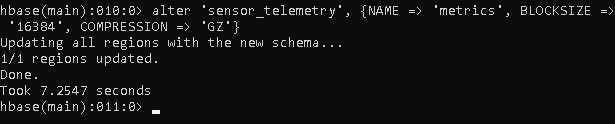 hbase(main):010:0> alter 'sensor_telemetry', {NAME => 'metrics', BLOCKSIZE =>
'16384', COMPRESSION => 'GZ'}
Updating all regions with the new schema...
1/1 regions updated.
Done.
Took 7.2547 seconds
hbase(main):011:0>